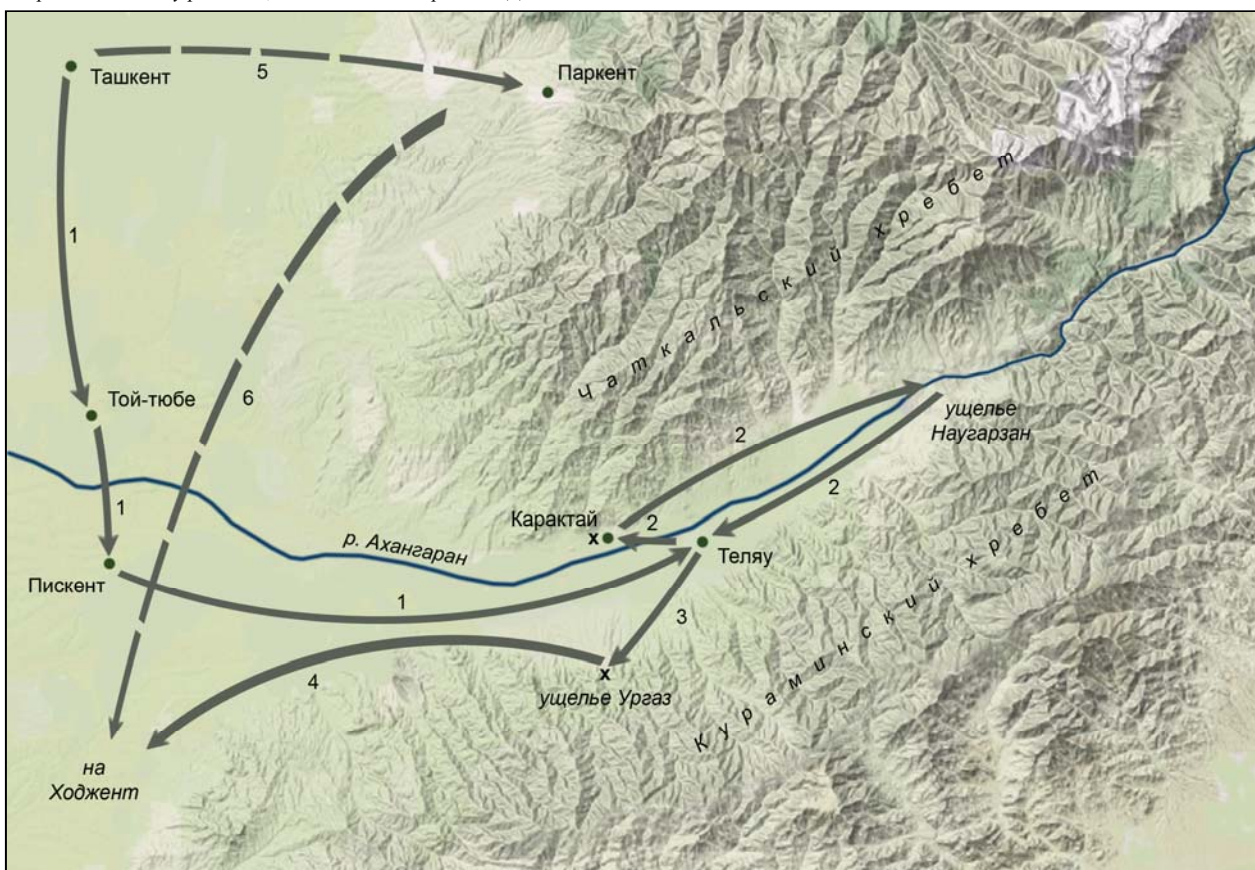 Ташкент
5
Паркент
1
6
Чаткальский хребет
Той-тюбе
ущелье
Наугарзан
2
2
1
Карактай
x
2
р. Ахангаран
Теляу
Пискент
1
3
Кураминский хребет
x
4
ущелье Ургаз
на
Ходжент